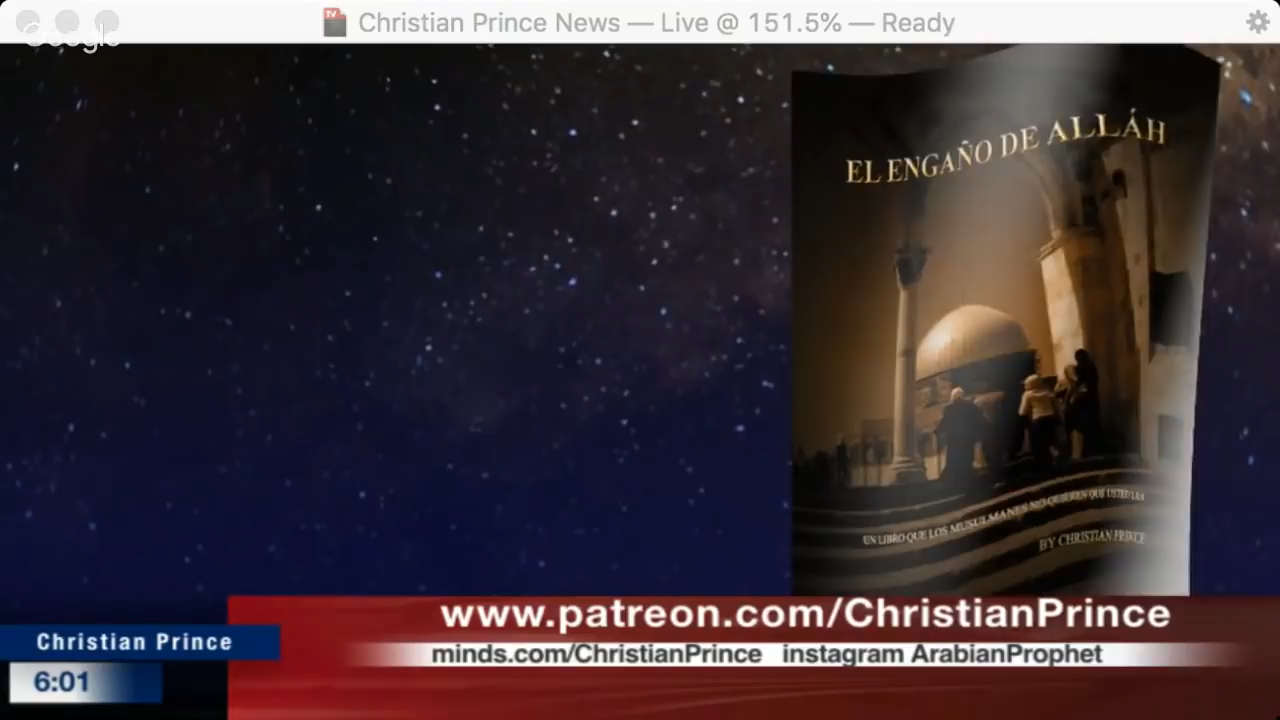 Christian Prince News — Live @ 151.5% — Ready
Google
EL ENGAÑO DE ALLÁH
UN LIBRO QUE LOS MUSULMANES NO QUIEREN QUE USTED LEA
BY CHRISTIAN PRINCE
www.patreon.com/ChristianPrince
Christian Prince
minds.com/ChristianPrince instagram ArabianProphet
6:01